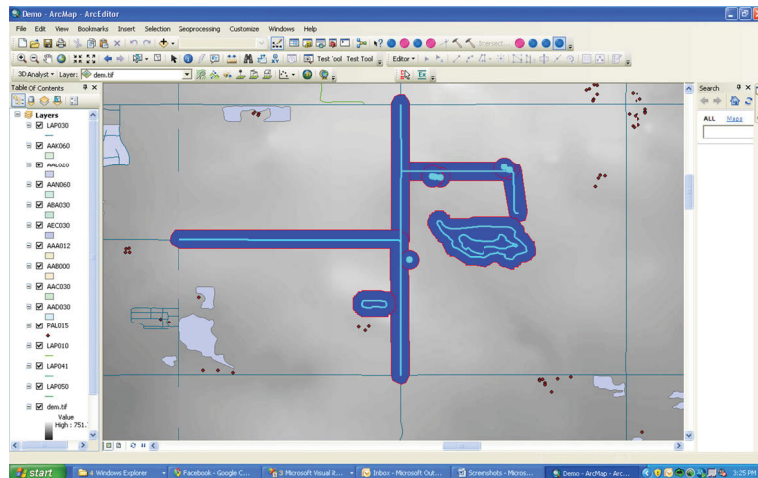 Demo - ArcMap - ArcEditor
File Edit View Bookmarks Insert Selection Geoprocessing Customize Windows Help
Intersect
Test Tool Editor
3D Analyst Layer: dem.tif
Table Of Contents
Layers
LAP030
AAK060
AAN060
ABA030
AEC030
AAA012
AAB000
AAC030
AAD030
PAL015
LAP010
LAP041
LAP050
dem.tif
Value
High : 751.
Search
ALL Maps
start 4 Windows Explorer Facebook - Google C... 3 Microsoft Visual it... Inbox - Microsoft Out... Screenshots - Micros... Demo - ArcMap - Arc... 3:25 PM